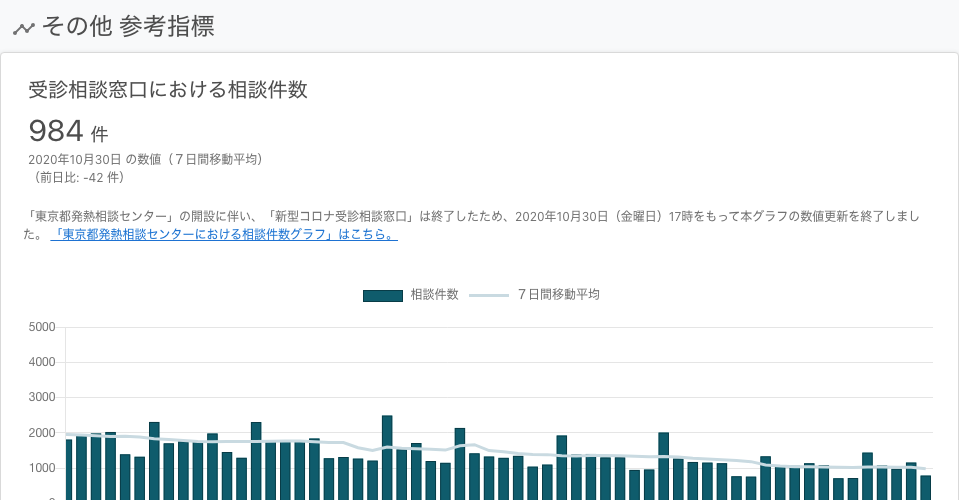 その他 参考指標
受診相談窓口における相談件数
984 件
2020年10月30日 の数値（７日間移動平均）
（前日比: -42 件）
「東京都発熱相談センター」の開設に伴い、「新型コロナ受診相談窓口」は終了したため、2020年10月30日（金曜日）17時をもって本グラフの数値更新を終了しまし
た。 「東京都発熱相談センターにおける相談件数グラフ」はこちら。
相談件数 ７日間移動平均
5000
4000
3000
2000
1000